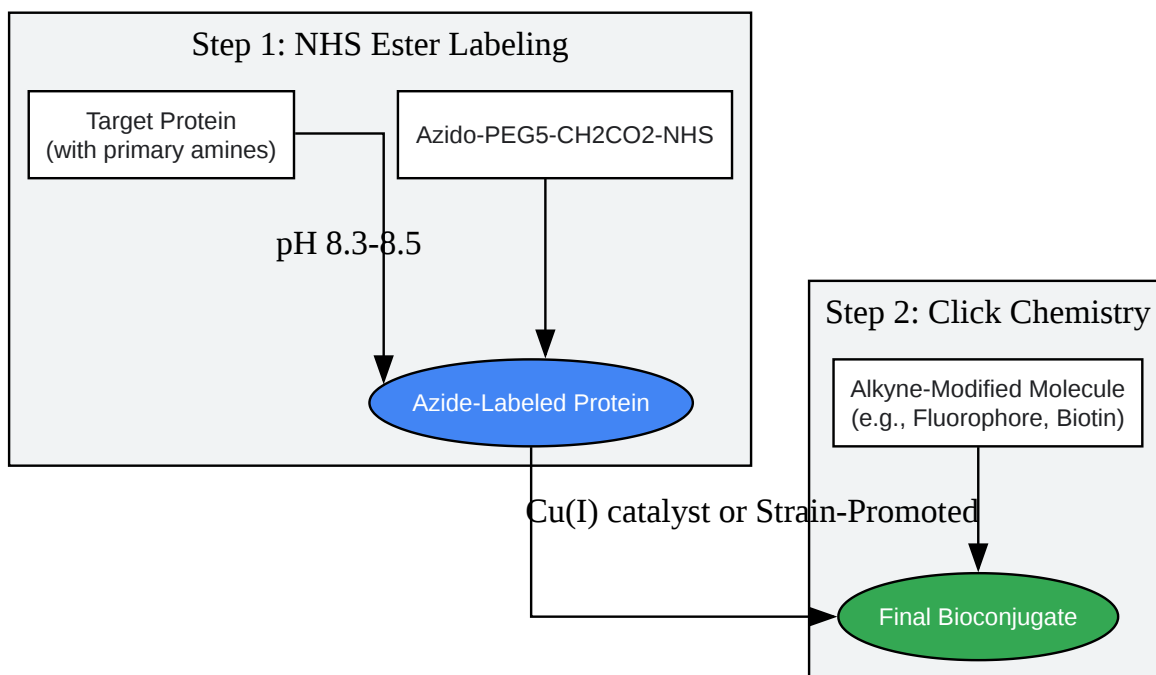 Step 1: NHS Ester Labeling
Target Protein
(with primary amines)
Azido-PEG5-CH2CO2-NHS
pH 8.3-8.5
Azide-Labeled Protein
Step 2: Click Chemistry
Alkyne-Modified Molecule
(e.g., Fluorophore, Biotin)
Cu(I) catalyst or Strain-Promoted
Final Bioconjugate